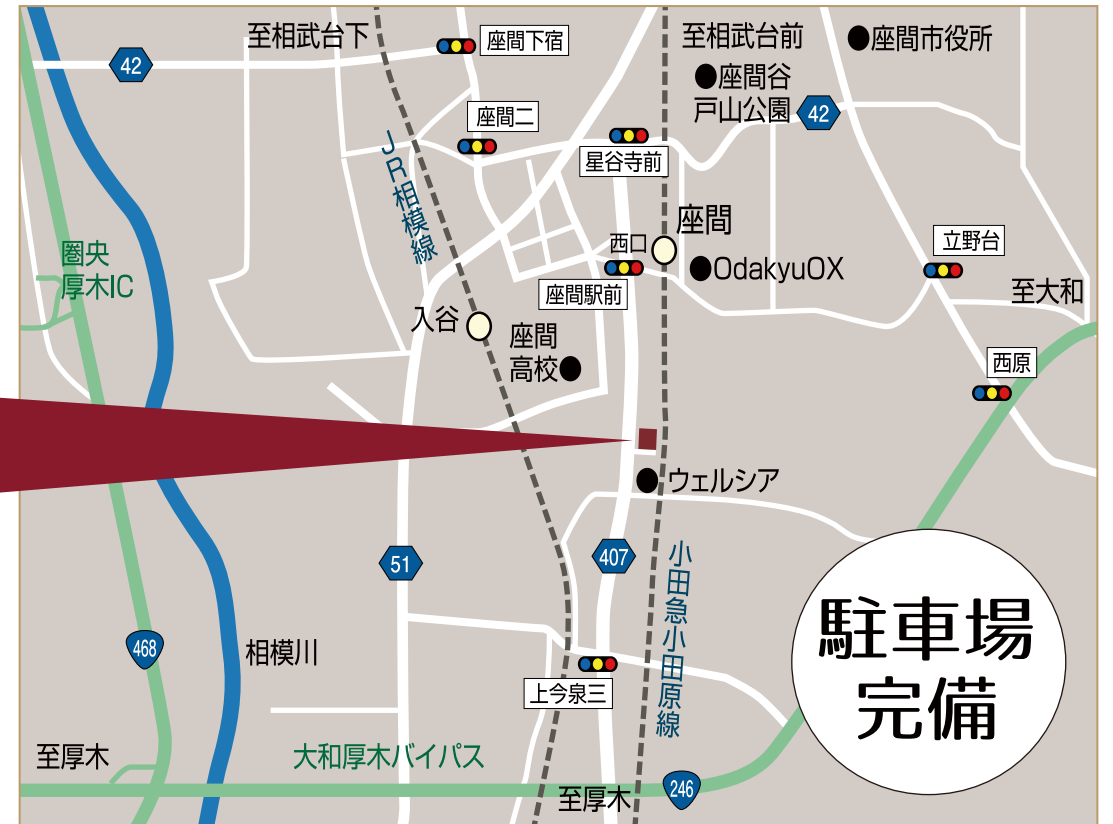 至相武台下
座間下宿
至相武台前
座間市役所
42
座間谷
戸山公園
42
座間二
星谷寺前
JR相模線
座間
西口
立野台
圏央
厚木IC
OdakyuOX
座間駅前
至大和
入谷
座間
高校
西原
ウェルシア
51
407
小田急小田原線
駐車場
完備
468
相模川
上今泉三
至厚木
大和厚木バイパス
至厚木
246